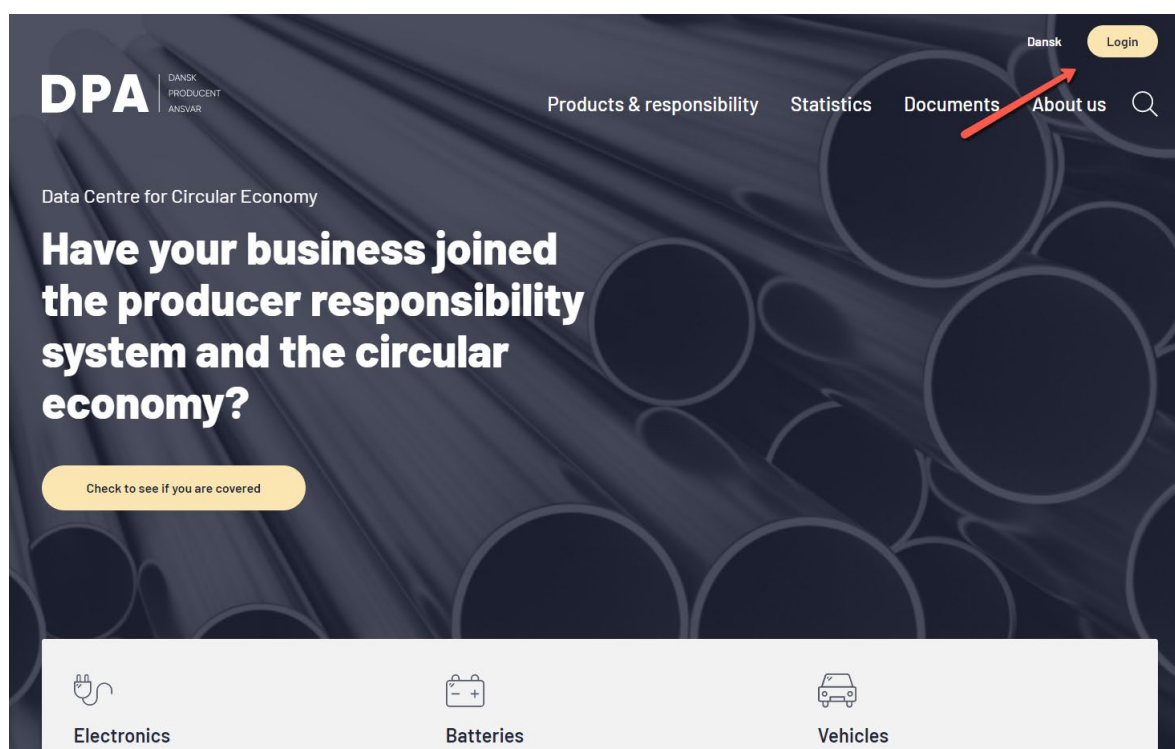 Dansk Login
DPA
DANSK
PRODUCENT
ANSVAR
Products & responsibility Statistics Documents About us
Data Centre for Circular Economy
Have your business joined
the producer responsibility
system and the circular
economy?
Check to see if you are covered
Electronics Batteries Vehicles